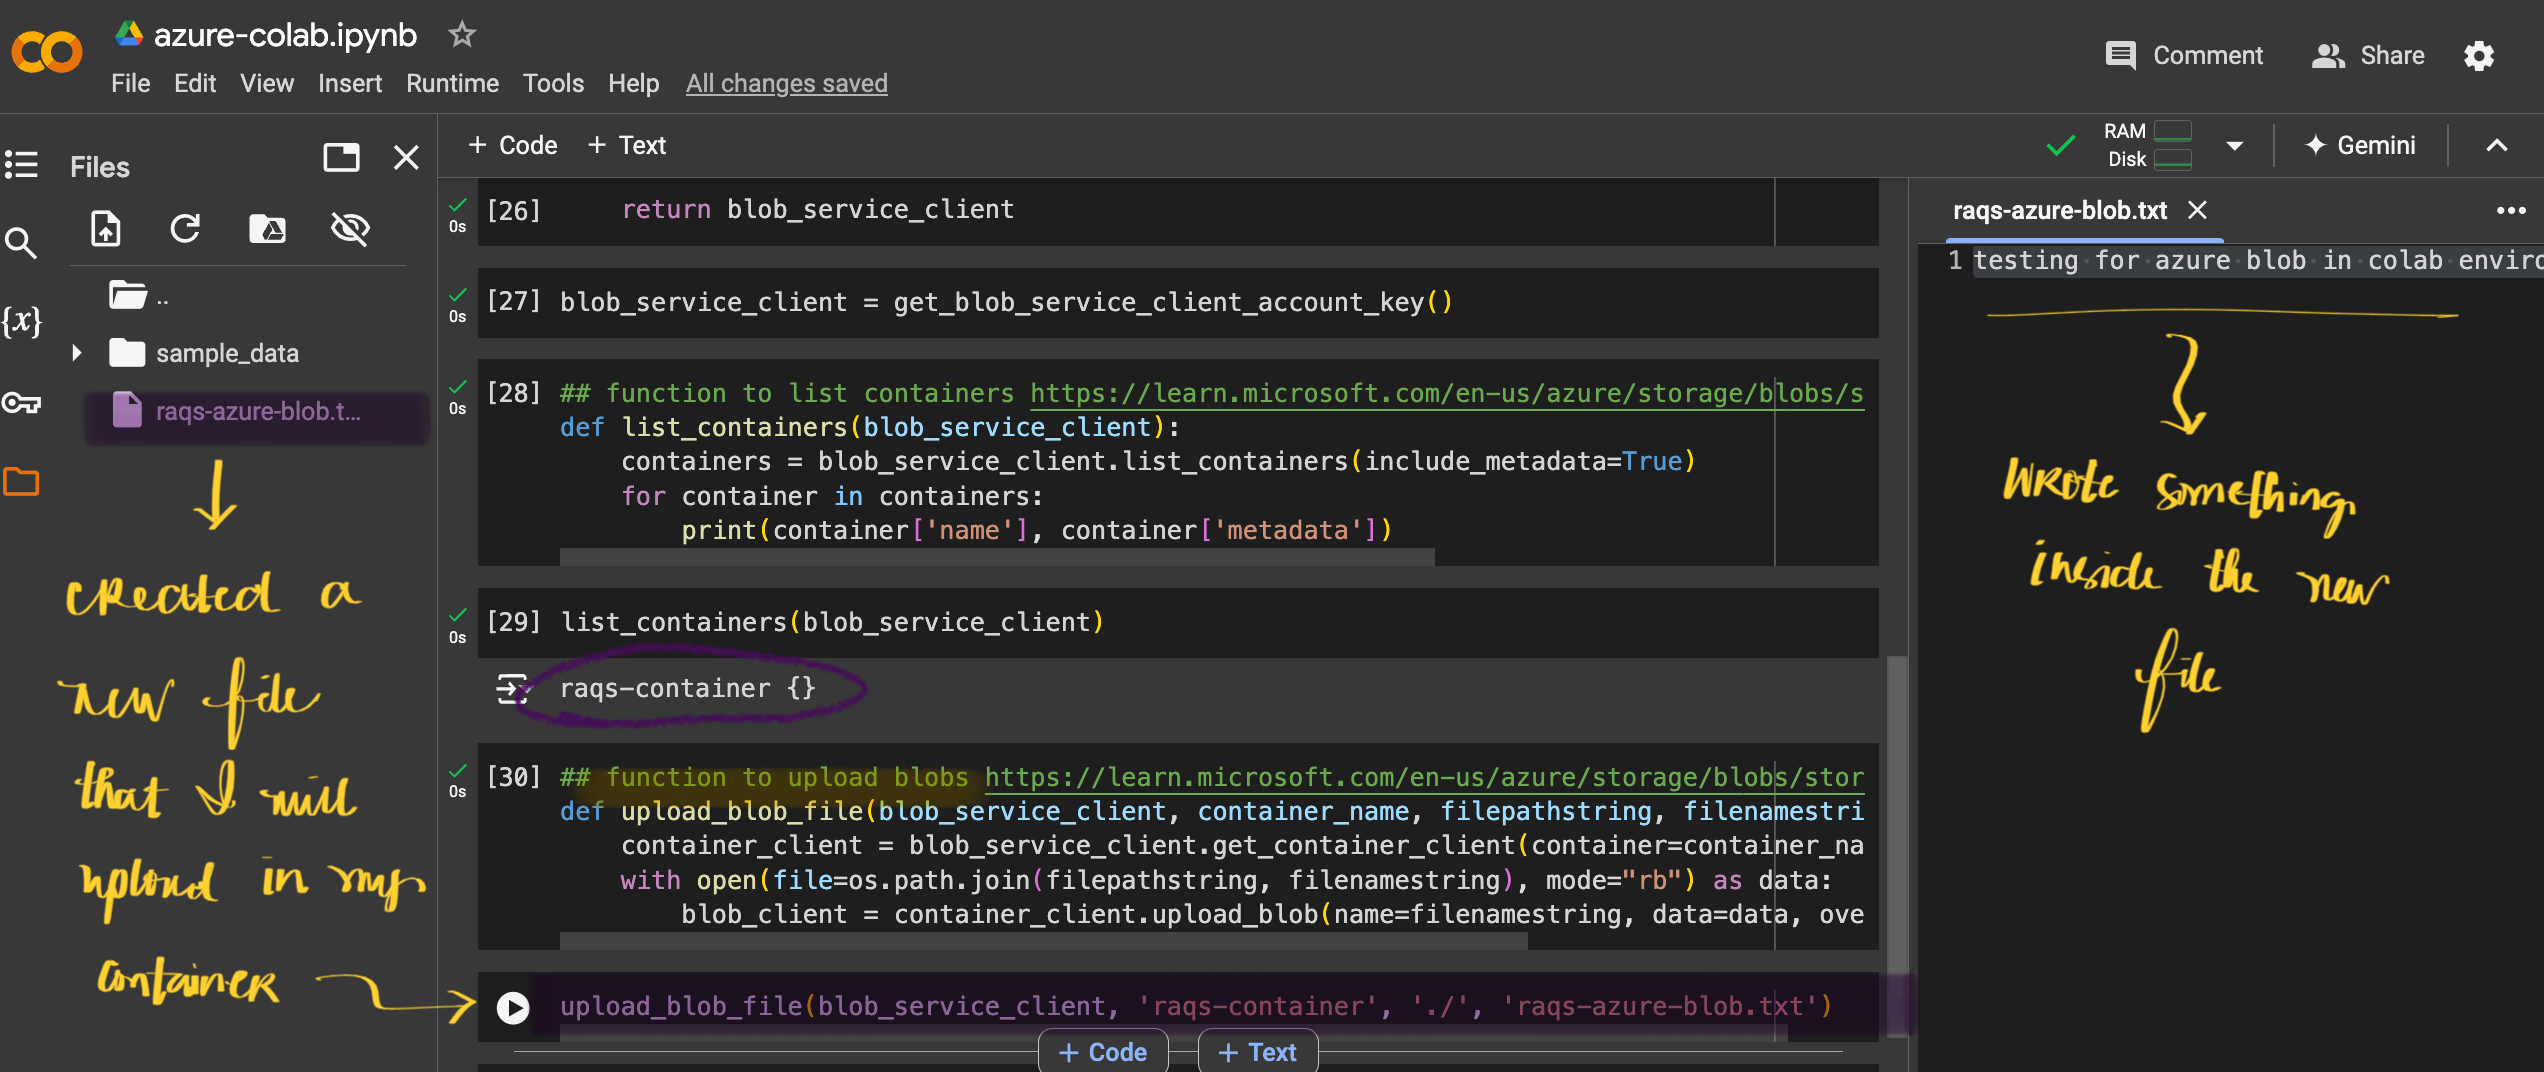 azure-colab.ipynb
File Edit View Insert Runtime Tools Help All changes saved
Comment Share
Files
+ Code + Text
RAM
Disk
Gemini
..
sample_data
raqs-azure-blob.t...
created a
new file
that I will
upload in my
container
0s
[26] return blob_service_client
0s
[27] blob_service_client = get_blob_service_client_account_key()
0s
[28] ## function to list containers https://learn.microsoft.com/en-us/azure/storage/blobs/s
def list_containers(blob_service_client):
containers = blob_service_client.list_containers(include_metadata=True)
for container in containers:
print(container['name'], container['metadata'])
0s
[29] list_containers(blob_service_client)
raqs-container {}
0s
[30] ## function to upload blobs https://learn.microsoft.com/en-us/azure/storage/blobs/stor
def upload_blob_file(blob_service_client, container_name, filepathstring, filenamestri
container_client = blob_service_client.get_container_client(container=container_na
with open(file=os.path.join(filepathstring, filenamestring), mode="rb") as data:
blob_client = container_client.upload_blob(name=filenamestring, data=data, ove
upload_blob_file(blob_service_client, 'raqs-container', './', 'raqs-azure-blob.txt')
+ Code + Text
raqs-azure-blob.txt
1 testing for azure blob in colab enviro
Wrote something
inside the new
file